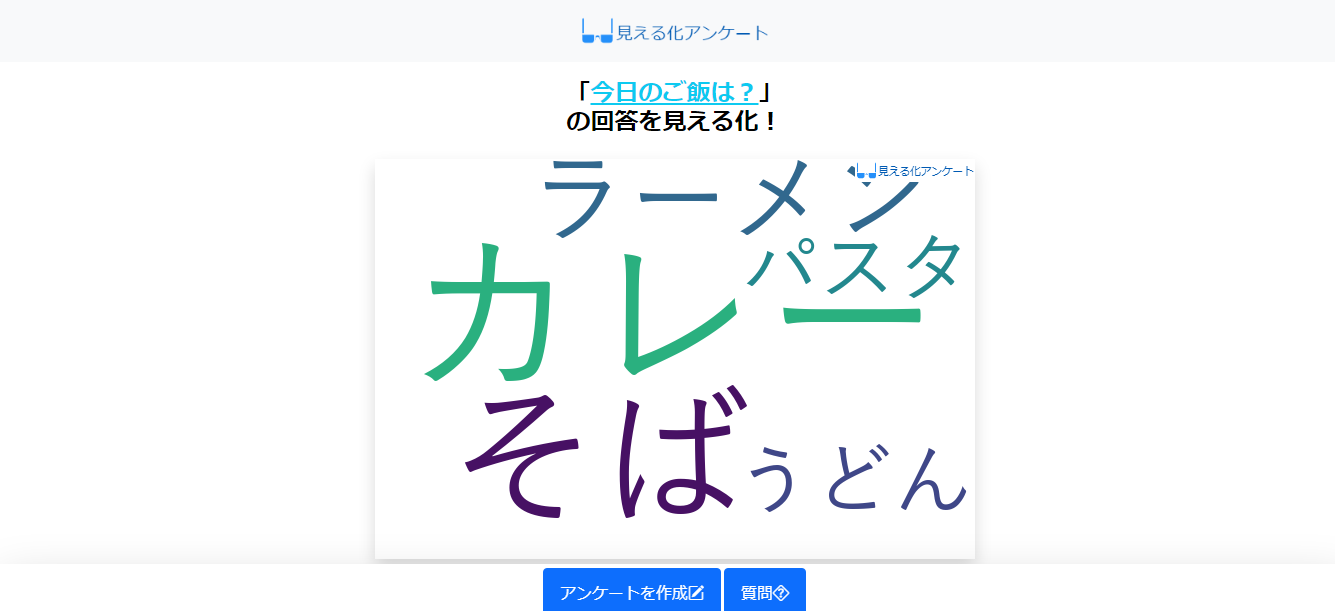 見える化アンケート
「今日のご飯は？」
の回答を見える化！
見える化アンケート
ラーメン
パスタ
カレー
そば
うどん
アンケートを作成
質問